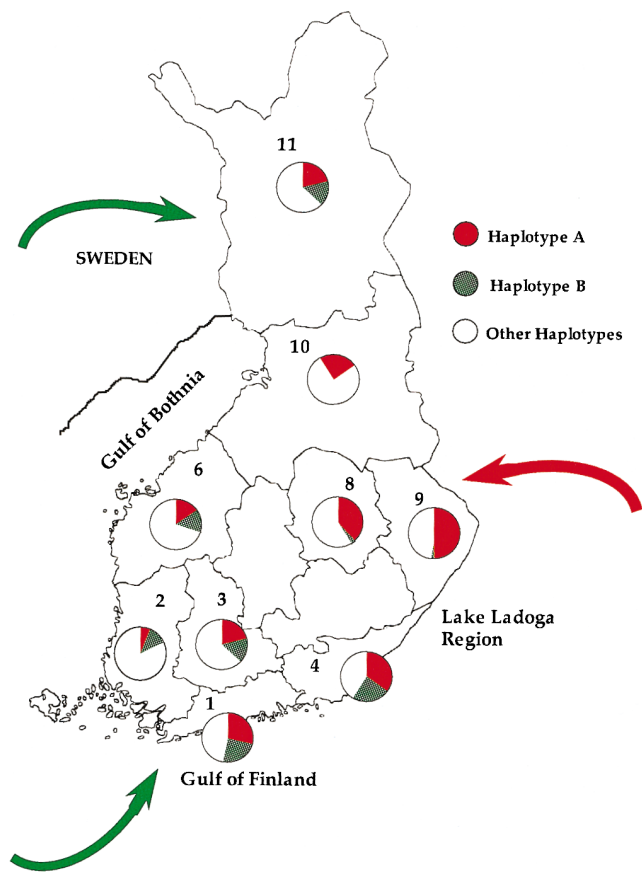 11
SWEDEN
Haplotype A
Haplotype B
Other Haplotypes
10
Gulf of Bothnia
6
8
9
2
3
Lake Ladoga
Region
4
1
Gulf of Finland